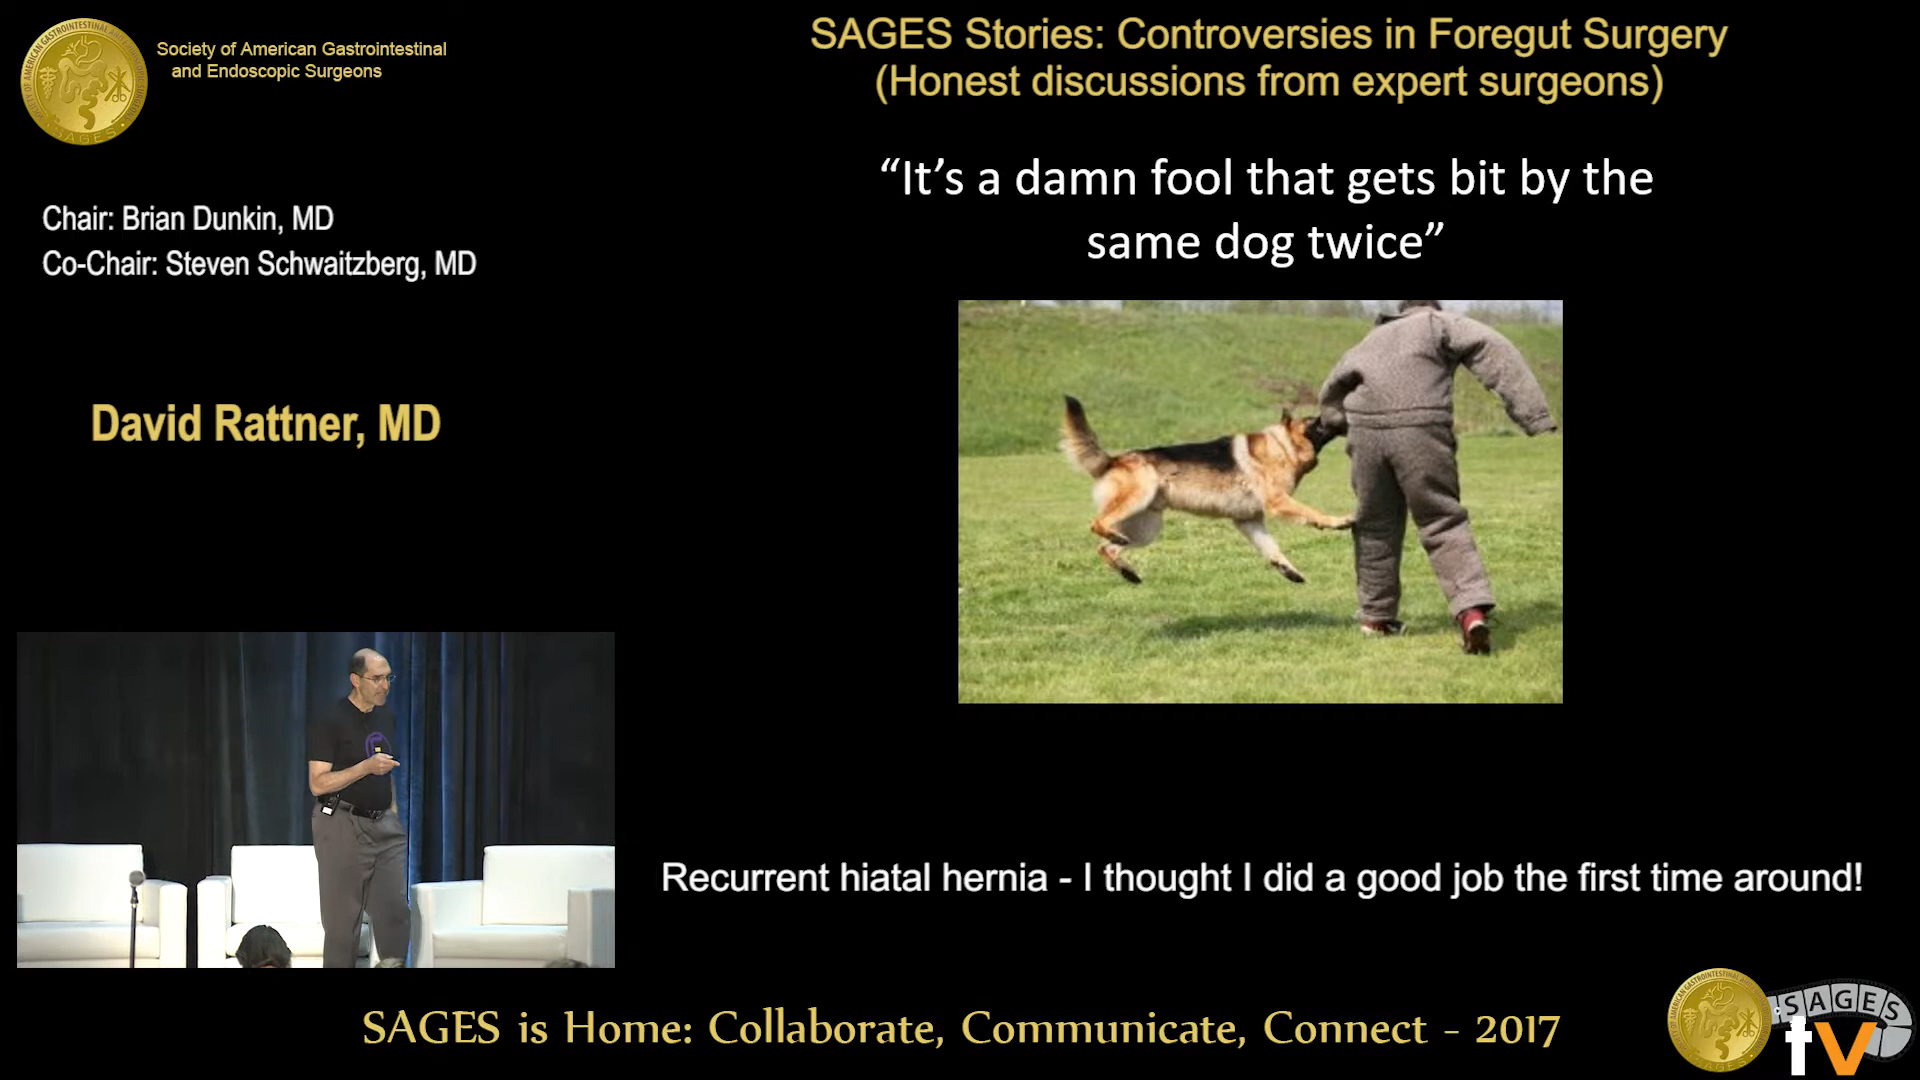 Society of American Gastrointestinal
and Endoscopic Surgeons
SAGES Stories: Controversies in Foregut Surgery
(Honest discussions from expert surgeons)
Chair: Brian Dunkin, MD
Co-Chair: Steven Schwaitzberg, MD
“It’s a damn fool that gets bit by the
same dog twice”
David Rattner, MD
Recurrent hiatal hernia - I thought I did a good job the first time around!
SAGES is Home: Collaborate, Communicate, Connect - 2017
SAGES
SAGES
tv